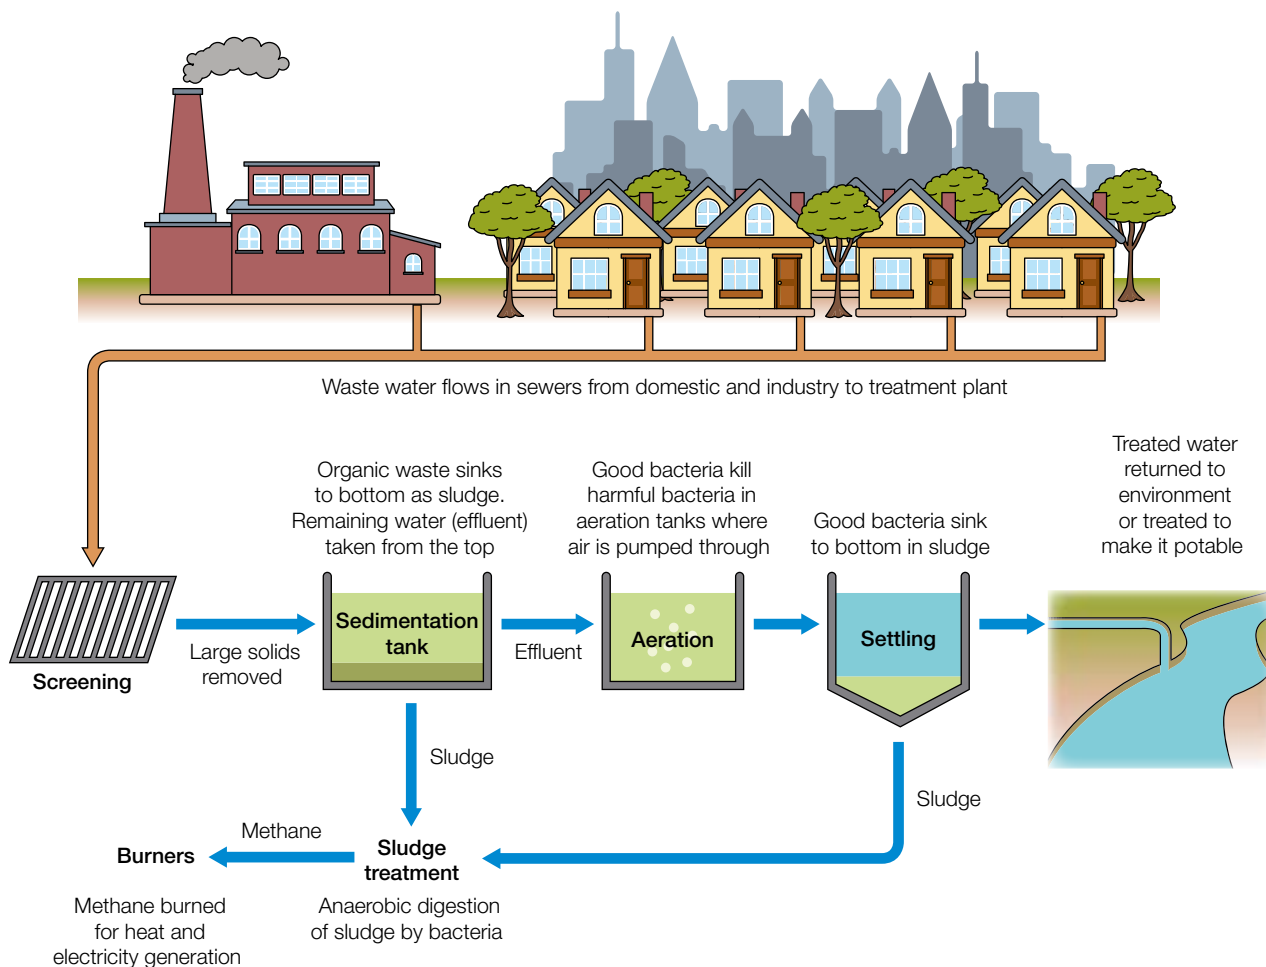 Waste water flows in sewers from domestic and industry to treatment plant
Organic waste sinks
to bottom as sludge.
Remaining water (effluent)
taken from the top
Good bacteria kill
harmful bacteria in
aeration tanks where
air is pumped through
Good bacteria sink
to bottom in sludge
Treated water
returned to
environment
or treated to
make it potable
Screening
Large solids
removed
Sedimentation
tank
Effluent
Aeration
Settling
Sludge
Sludge
Methane
Burners
Methane burned
for heat and
electricity generation
Sludge
treatment
Anaerobic digestion
of sludge by bacteria